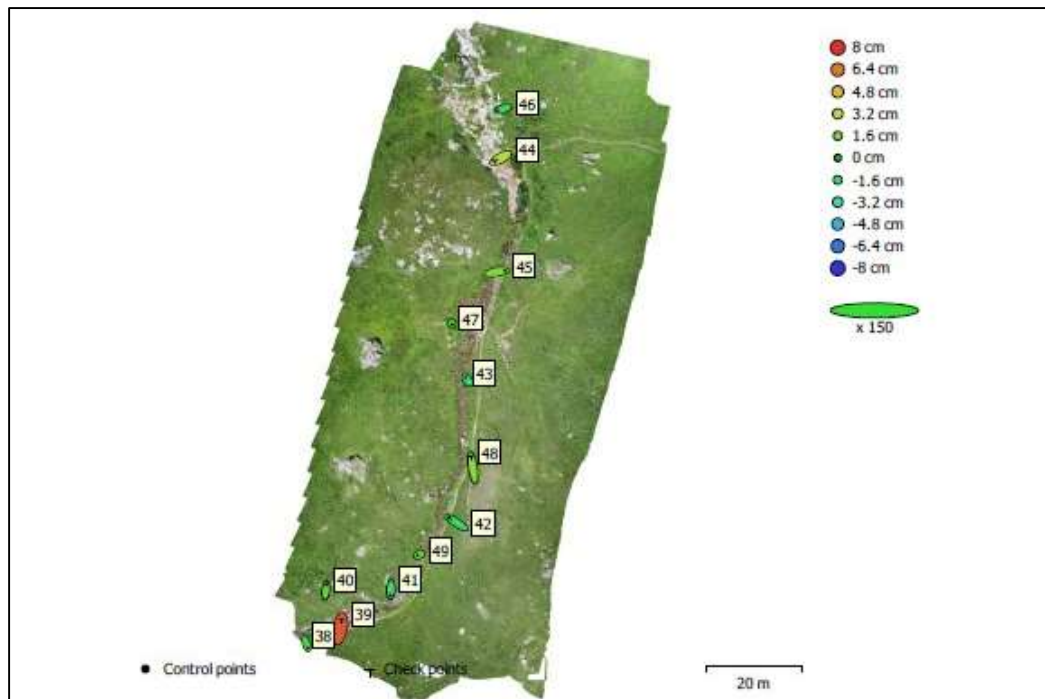 8 cm
6.4 cm
4.8 cm
3.2 cm
1.6 cm
0 cm
-1.6 cm
-3.2 cm
-4.8 cm
-6.4 cm
-8 cm
x 150
46
44
45
47
43
48
42
49
40
41
39
38
Control points
Check points
20 m